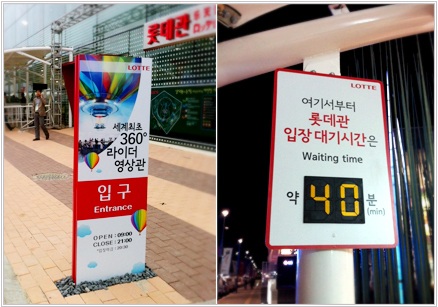 롯데관
LOTTE
세계최초
360°
라이더
영상관
입구
Entrance
OPEN : 09:00
CLOSE : 21:00
LOTTE
여기서부터
롯데관
입장 대기시간은
Waiting time
약 40 분
(min)